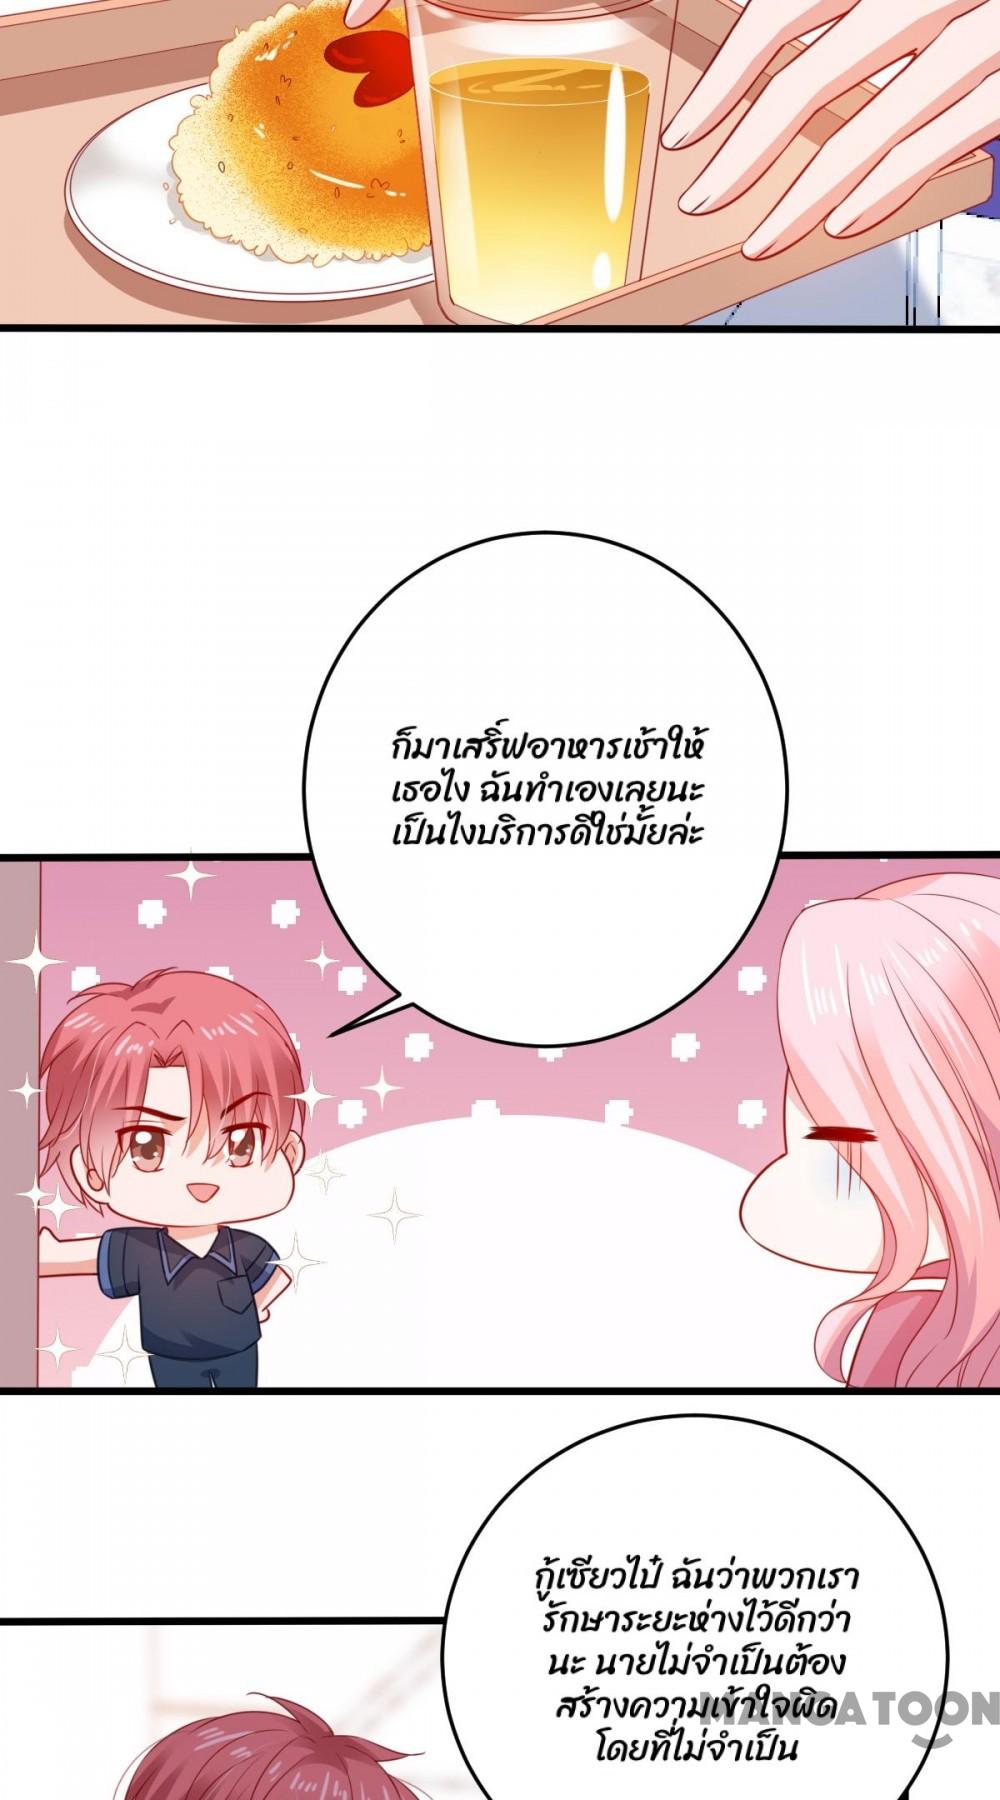 ก็มาเสริ์ฟอาหารเช้าให้
เธอไง ฉันทำเองเลยนะ
เป็นไงบริการดีใช่มั้ยล่ะ
กู้เซียวไป๋ ฉันว่าพวกเรา
รักษาระยะห่างไว้ดีกว่า
นะ นายไม่จำเป็นต้อง
สร้างความเข้าใจผิด
โดยที่ไม่จำเป็น
MANGATOON